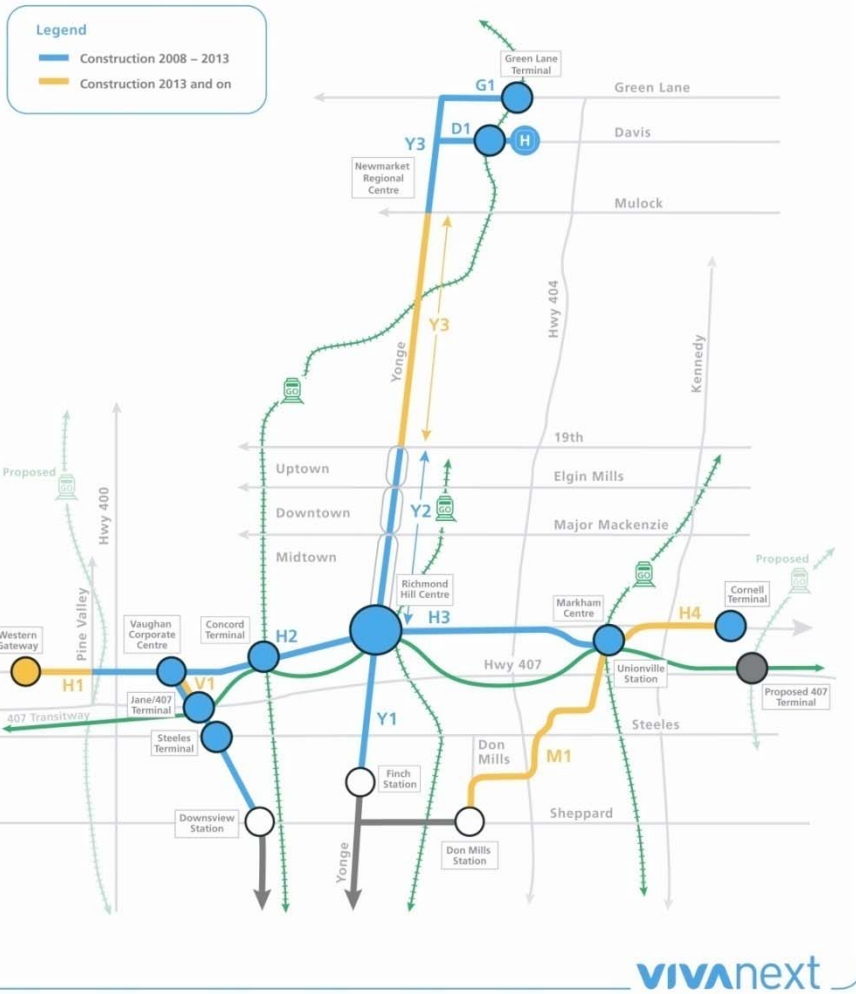 Legend
Construction 2008 – 2013
Construction 2013 and on
Green Lane
Terminal
G1
Green Lane
D1
H
Davis
Y3
Newmarket
Regional
Centre
Mulock
Hwy 404
Y3
Kennedy
Yonge
GO
19th
Proposed
GO
Hwy 400
Uptown
Elgin Mills
Y2
GO
Downtown
Major Mackenzie
Midtown
Proposed
GO
GO
Richmond
Hill Centre
Pine Valley
Western
Gateway
Vaughan
Corporate
Centre
Concord
Terminal
H2
H3
Markham
Centre
H4
Cornell
Terminal
H1
V1
Hwy 407
Unionville
Station
Jane/407
Terminal
Proposed 407
Terminal
407 Transitway
Steeles
Terminal
Y1
Steeles
Don
Mills
M1
Finch
Station
Downsview
Station
Sheppard
Yonge
Don Mills
Station
VIVAnext